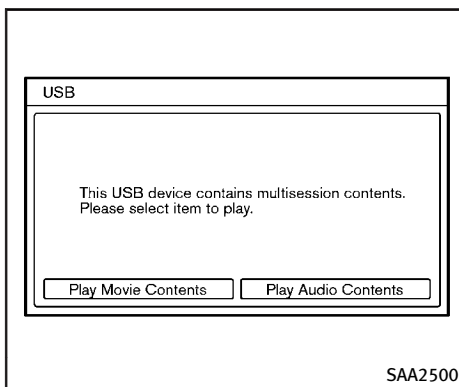 USB
This USB device contains multisession contents.
Please select item to play.
Play Movie Contents Play Audio Contents
SAA2500